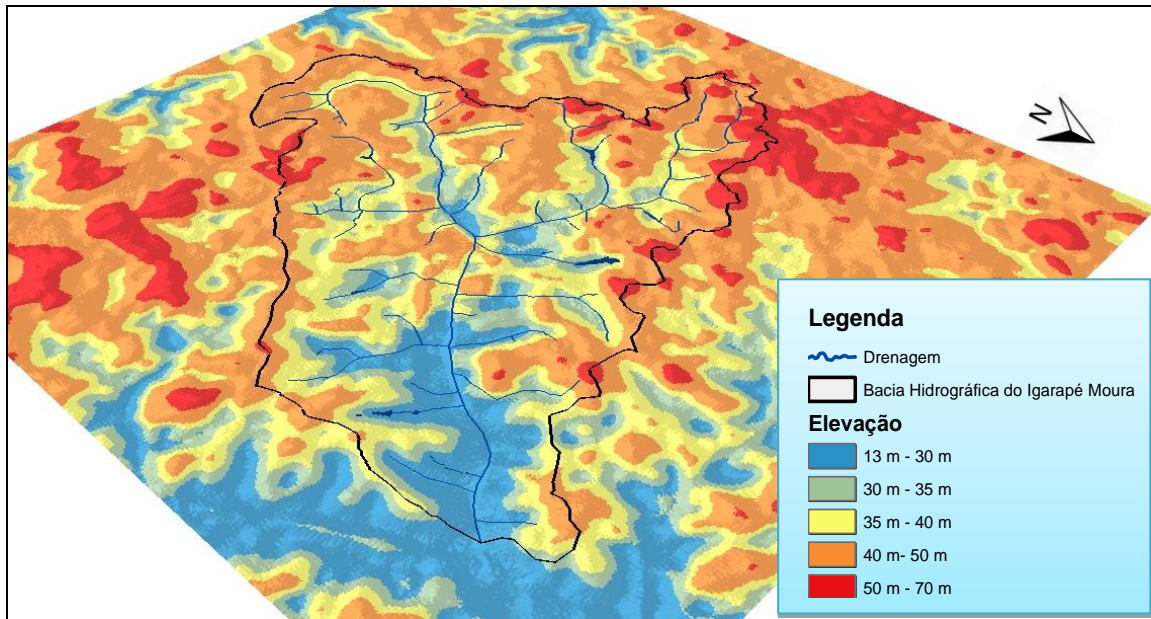 N
Legenda
Drenagem
Bacia Hidrográfica do Igarapé Moura
Elevação
13 m - 30 m
30 m - 35 m
35 m - 40 m
40 m- 50 m
50 m - 70 m